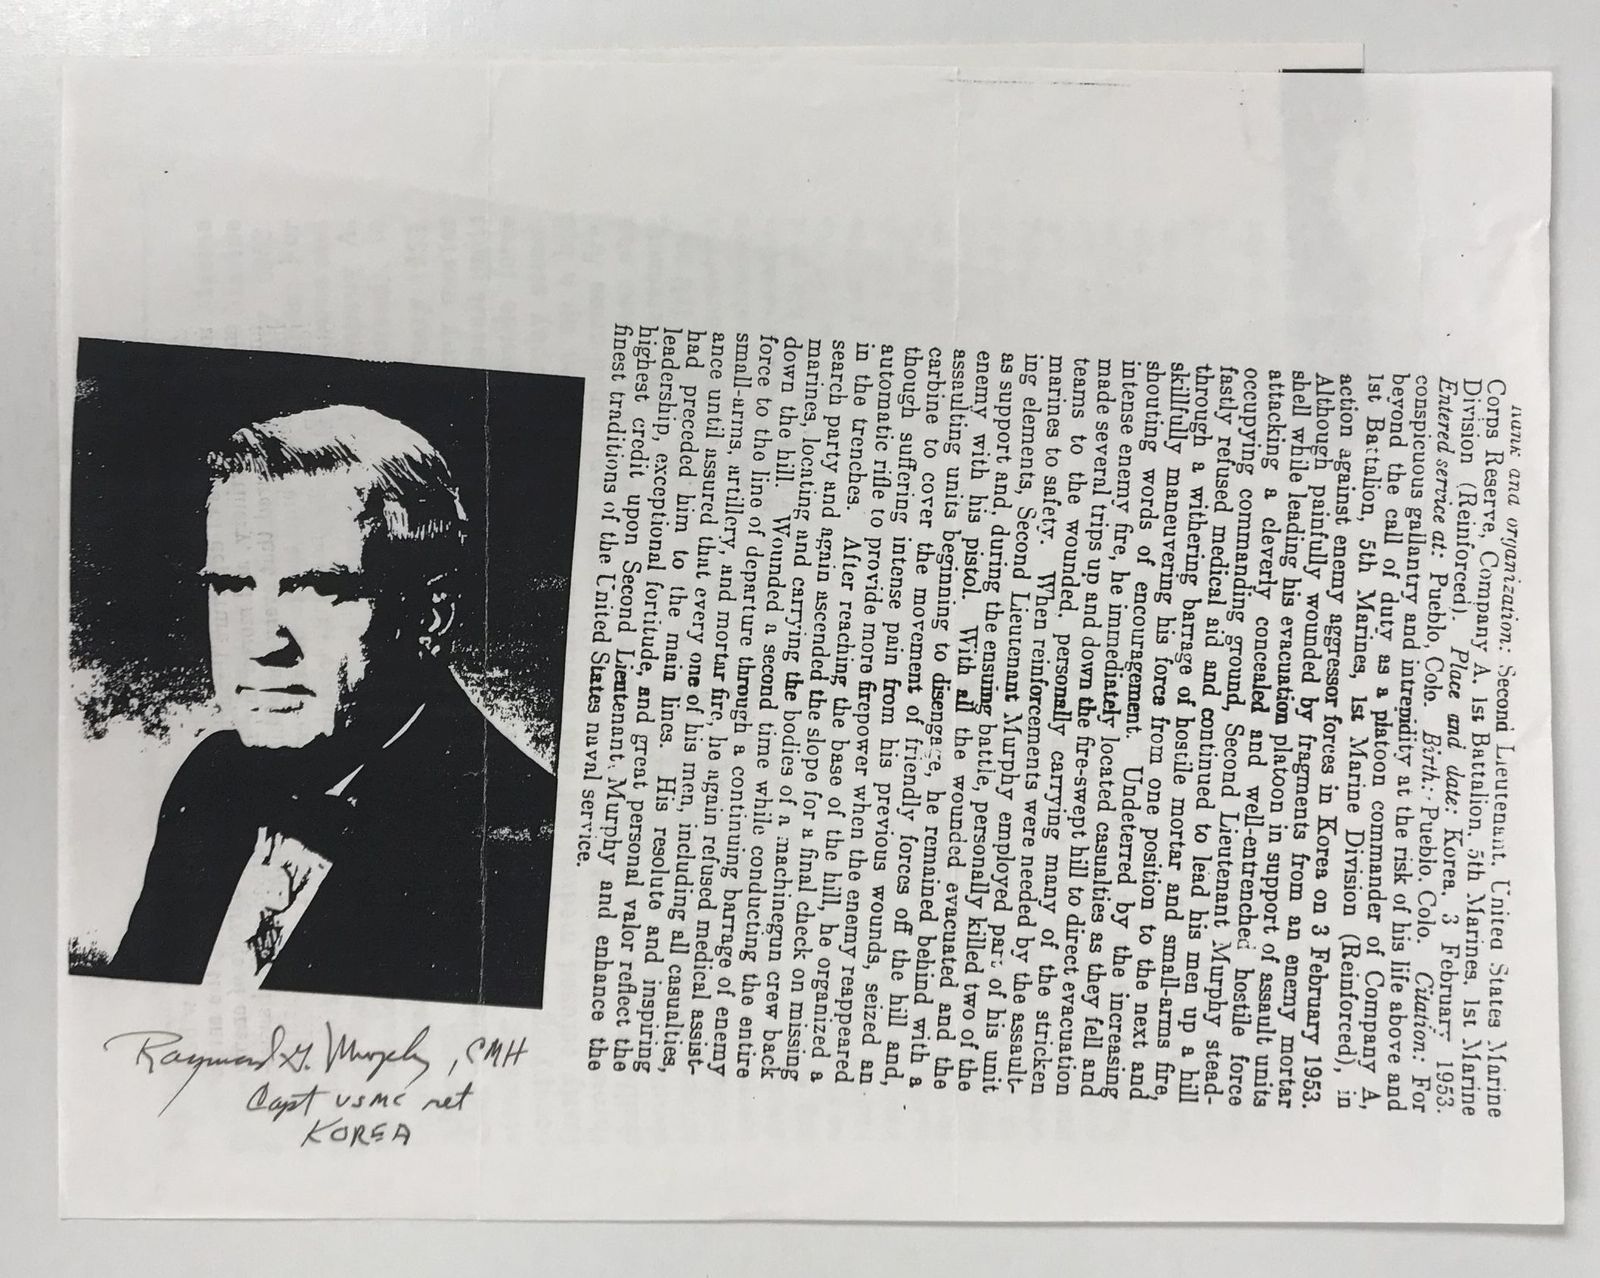 Rank and organization: Second Lieutenant, United States Marine
Corps Reserve, Company A, 1st Battalion, 5th Marines, 1st Marine
Division (Reinforced). Place and date: Korea, 3 February 1953.
Entered service at: Pueblo, Colo. Birth: Pueblo, Colo. Citation: For
conspicuous gallantry and intrepidity at the risk of his life above and
beyond the call of duty as a platoon commander of Company A,
1st Battalion, 5th Marines, 1st Marine Division (Reinforced), in
action against enemy aggressor forces in Korea on 3 February 1953.
Although painfully wounded by fragments from an enemy mortar
shell while leading his evacuation platoon in support of assault units
attacking a cleverly concealed and well-entrenched hostile force
occupying commanding ground, Second Lieutenant Murphy stead-
fastly refused medical aid and continued to lead his men up a hill
through a withering barrage of hostile mortar and small-arms fire,
skillfully maneuvering his force from one position to the next and
shouting words of encouragement. Undeterred by the increasing
intense enemy fire, he immediately located casualties as they fell and
made several trips up and down the fire-swept hill to direct evacuation
teams to the wounded, personally carrying many of the stricken
marines to safety. When reinforcements were needed by the assault-
ing elements, Second Lieutenant Murphy employed part of his unit
as support and, during the ensuing battle, personally killed two of the
enemy with his pistol. With all the wounded evacuated and the
assaulting units beginning to disengage, he remained behind with a
carbine to cover the movement of friendly forces off the hill and,
though suffering intense pain from his previous wounds, seized an
automatic rifle to provide more firepower when the enemy reappeared
in the trenches. After reaching the base of the hill, he organized a
search party and again ascended the slope for a final check on missing
marines, locating and carrying the bodies of a machinegun crew back
down the hill. Wounded a second time while conducting the entire
force to the line of departure through a continuing barrage of enemy
small-arms, artillery, and mortar fire, he again refused medical assist-
ance until assured that every one of his men, including all casualties,
had preceded him to the main lines. His resolute and inspiring
leadership, exceptional fortitude, and great personal valor reflect the
highest credit upon Second Lieutenant Murphy and enhance the
finest traditions of the United States naval service.
Raymond G. Murphy, CMH
Capt USMC ret
KOREA